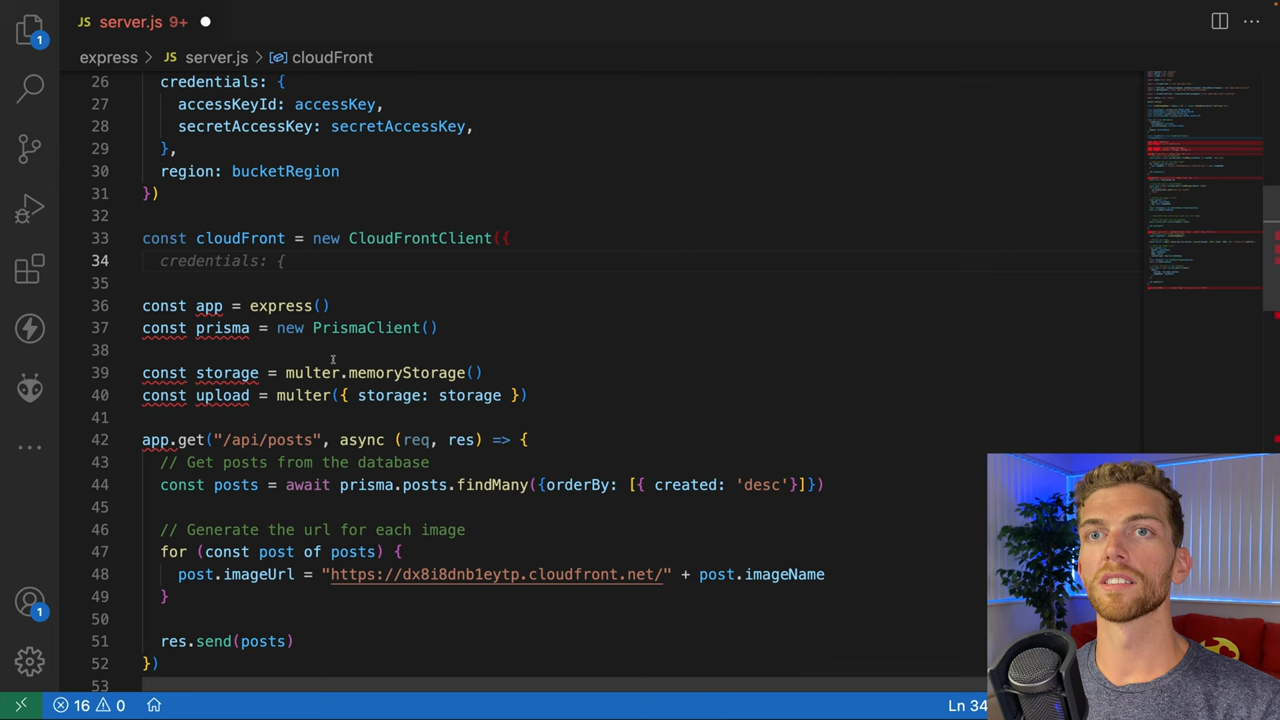 server.js 9+
express > JS server.js > cloudFront
26 credentials: {
27 accessKeyId: accessKey,
28 secretAccessKey: secretAccessKey,
29 },
30 region: bucketRegion
31 })
32
33 const cloudFront = new CloudFrontClient({
34 credentials: {
35
36 const app = express()
37 const prisma = new PrismaClient()
38
39 const storage = multer.memoryStorage()
40 const upload = multer({ storage: storage })
41
42 app.get("/api/posts", async (req, res) => {
43 // Get posts from the database
44 const posts = await prisma.posts.findMany({orderBy: [{ created: 'desc'}]})
45
46 // Generate the url for each image
47 for (const post of posts) {
48 post.imageUrl = "https://dx8i8dnb1eytp.cloudfront.net/" + post.imageName
49 }
50
51 res.send(posts)
52 })
53
1
JS
1
16 0
Ln 34